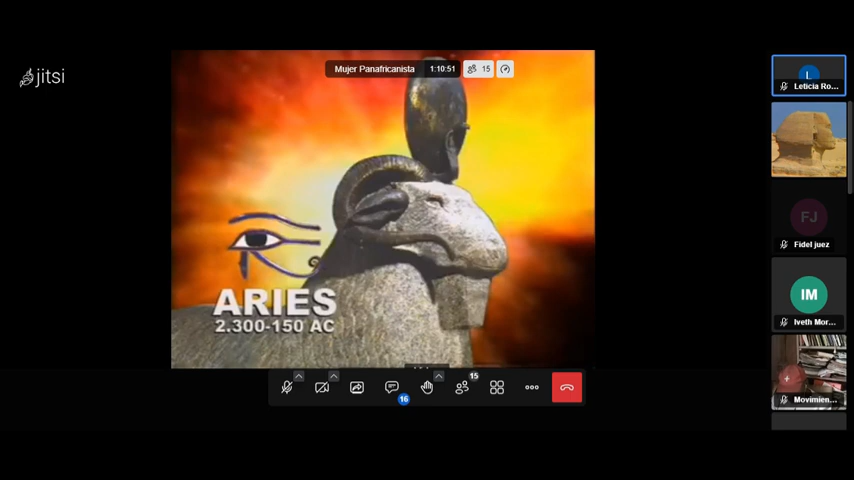 jitsi
Mujer Panafricanista 1:10:51 15
L
Leticia Ro...
FJ
Fidel juez
IM
Iveth Mor...
Movimien...
ARIES
2.300-150 AC
15
16